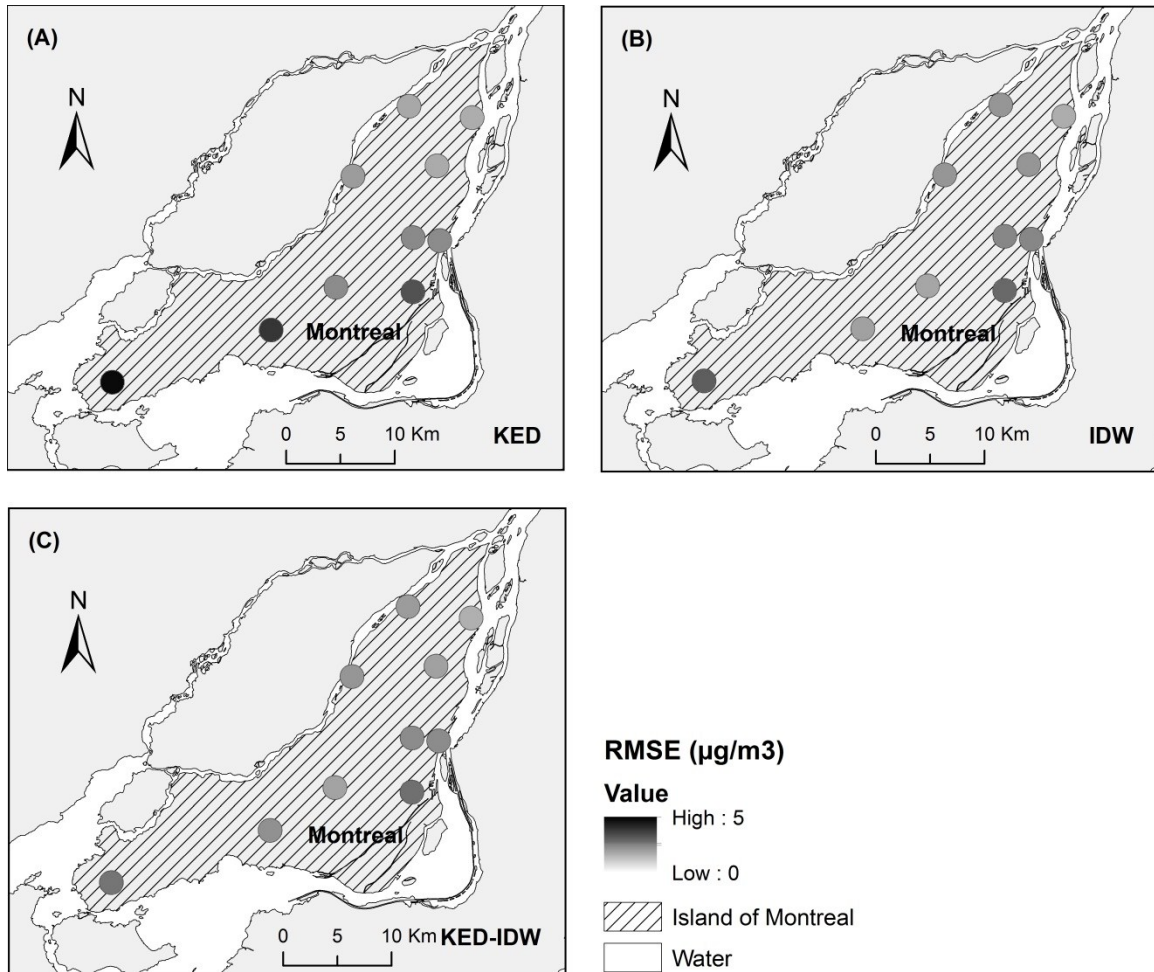 (A)
N
Montreal
0 5 10 Km KED
(B)
N
Montreal
0 5 10 Km IDW
(C)
N
Montreal
0 5 10 Km KED-IDW
RMSE (µg/m3)
Value
High : 5
Low : 0
Island of Montreal
Water